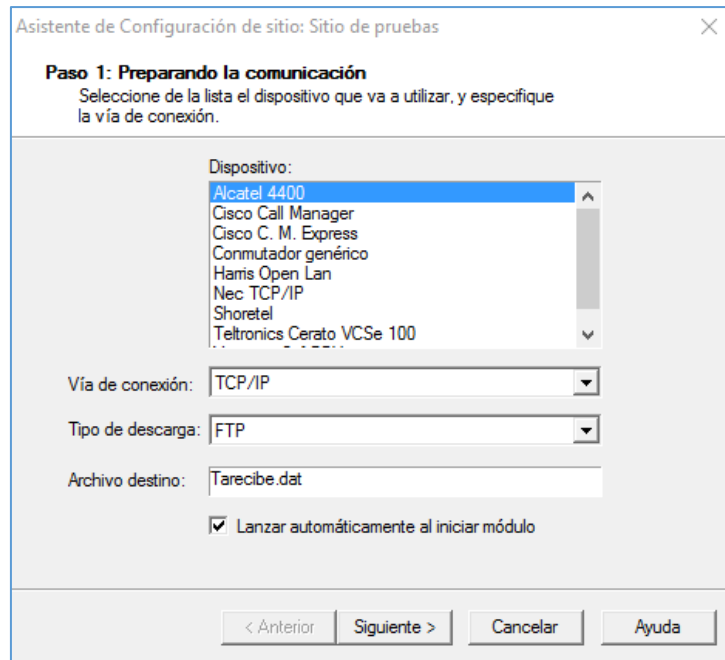 Asistente de Configuración de sitio: Sitio de pruebas
Paso 1: Preparando la comunicación
Seleccione de la lista el dispositivo que va a utilizar, y especifique
la vía de conexión.
Dispositivo:
Alcatel 4400
Cisco Call Manager
Cisco C. M. Express
Conmutador genérico
Harris Open Lan
Nec TCP/IP
Shoretel
Teltronics Cerato VCSe 100
Vía de conexión: TCP/IP
Tipo de descarga: FTP
Archivo destino: Tarecibe.dat
Lanzar automáticamente al iniciar módulo
< Anterior Siguiente > Cancelar Ayuda